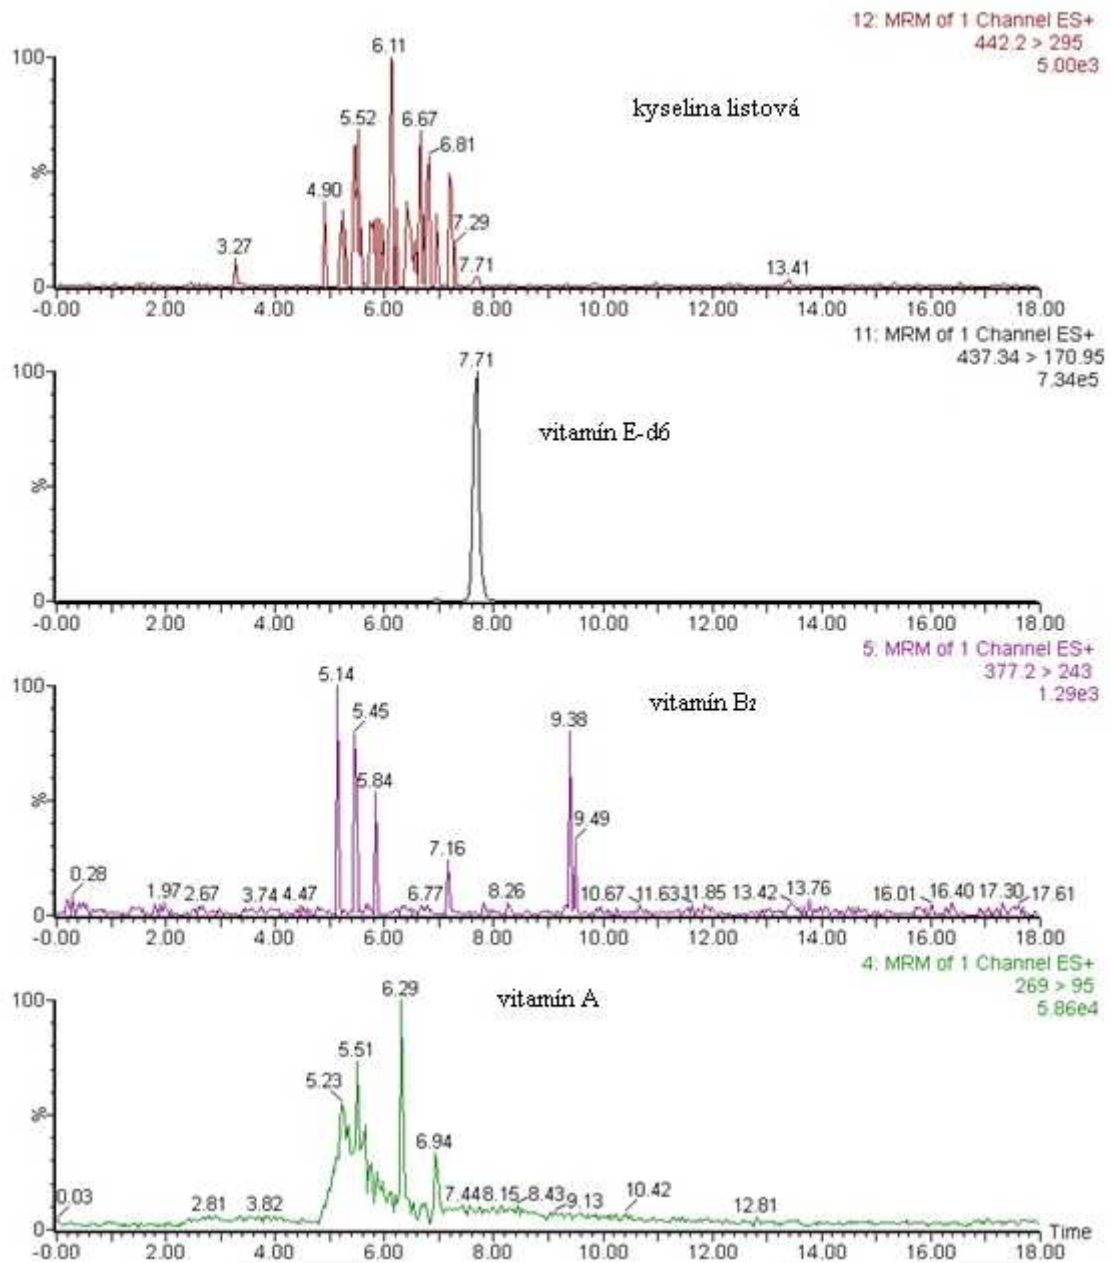 12: MRM of 1 Channel ES+
442.2 > 295
5.00e3
kyselina listová
100
%
0
6.11
5.52
6.67
6.81
4.90
7.29
3.27
7.71
13.41
-0.00 2.00 4.00 6.00 8.00 10.00 12.00 14.00 16.00 18.00
11: MRM of 1 Channel ES+
437.34 > 170.95
7.34e5
vitamín E-d6
100
%
0
7.71
-0.00 2.00 4.00 6.00 8.00 10.00 12.00 14.00 16.00 18.00
5: MRM of 1 Channel ES+
377.2 > 243
1.29e3
vitamín B₂
100
%
0
5.14
5.45
9.38
5.84
9.49
7.16
0.28
1.97 2.67 3.74 4.47 6.77 8.26 10.67 11.63 11.85 13.42 13.76 16.01 16.40 17.30 17.61
-0.00 2.00 4.00 6.00 8.00 10.00 12.00 14.00 16.00 18.00
4: MRM of 1 Channel ES+
269 > 95
5.86e4
vitamín A
100
%
0
6.29
5.51
5.23
6.94
0.03 2.81 3.82 7.44 8.15 8.43 9.13 10.42 12.81
Time
-0.00 2.00 4.00 6.00 8.00 10.00 12.00 14.00 16.00 18.00